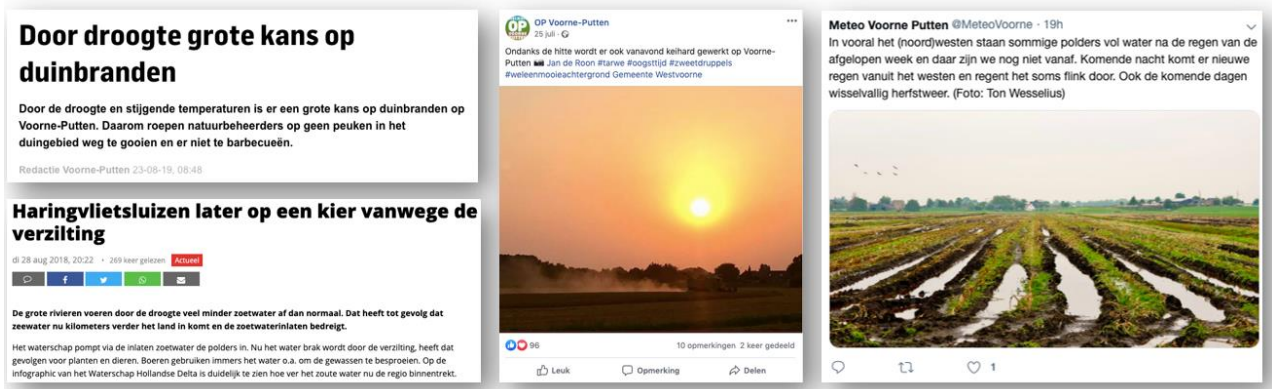 Door droogte grote kans op
duinbranden
Door de droogte en stijgende temperaturen is er een grote kans op duinbranden op
Voorne-Putten. Daarom roepen natuurbeheerders op geen peuken in het
duingebied weg te gooien en er niet te barbecueën.
Redactie Voorne-Putten 23-08-19, 08:48
Haringvlietsluizen later op een kier vanwege de
verzilting
di 28 aug 2018, 20:22 • 269 keer gelezen Actueel
De grote rivieren voeren door de droogte veel minder zoetwater af dan normaal. Dat heeft tot gevolg dat
zeewater nu kilometers verder het land in komt en de zoetwaterinlaten bedreigt.
Het waterschap pompt via de inlaten zoetwater de polders in. Nu het water brak wordt door de verzilting, heeft dat
gevolgen voor planten en dieren. Boeren gebruiken immers het water o.a. om de gewassen te besproeien. Op de
infographic van het Waterschap Hollandse Delta is duidelijk te zien hoe ver het zoute water nu de regio binnentrekt.
OP
OP Voorne-Putten
25 juli ·
Ondanks de hitte wordt er ook vanavond keihard gewerkt op Voorne-
Putten Jan de Roon #tarwe #oogsttijd #zweetdruppels
#weleenmooieachtergrond Gemeente Westvoorne
96 10 opmerkingen 2 keer gedeeld
Leuk Opmerking Delen
Meteo Voorne Putten @MeteoVoorne · 19h
In vooral het (noord)westen staan sommige polders vol water na de regen van de
afgelopen week en daar zijn we nog niet vanaf. Komende nacht komt er nieuwe
regen vanuit het westen en regent het soms flink door. Ook de komende dagen
wisselvallig herfstweer. (Foto: Ton Wesselius)
1